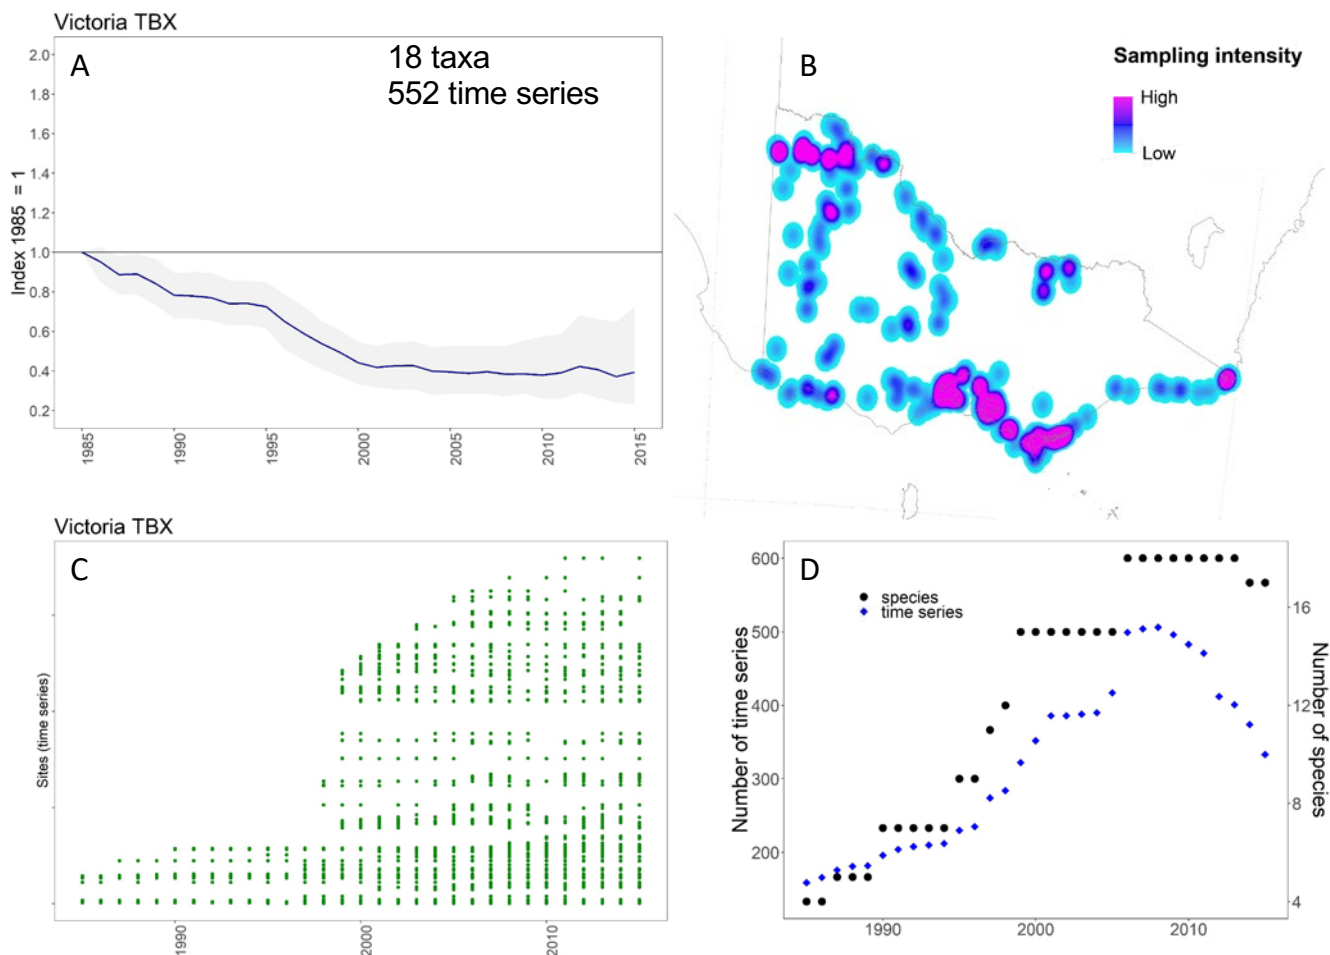 Victoria TBX
A
18 taxa
552 time series
2.0
1.8
1.6
1.4
1.2
1.0
0.8
0.6
0.4
0.2
Index 1985 = 1
1985
1990
1995
2000
2005
2010
2015
B
Sampling intensity
High
Low
Victoria TBX
C
Sites (time series)
1990
2000
2010
D
species
time series
600
500
400
300
200
Number of time series
16
12
8
4
Number of species
1990
2000
2010